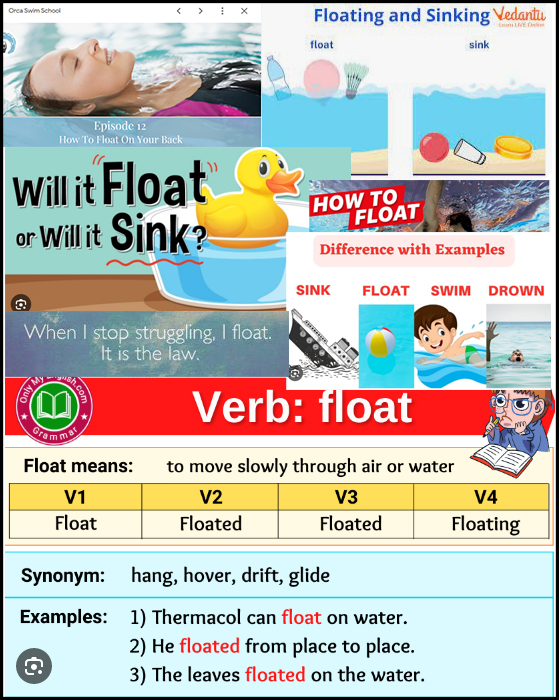 Orca Swim School
Episode 12
How To Float On Your Back
Floating and Sinking
Vedantu
Learn LIVE Online
float
sink
Will it "Float"
or Will it Sink?
HOW TO
FLOAT
Difference with Examples
SINK
FLOAT
SWIM
DROWN
When I stop struggling, I float.
It is the law.
Only My English.com
Grammar
Verb: float
Float means: to move slowly through air or water
V1 V2 V3 V4
Float Floated Floated Floating
Synonym: hang, hover, drift, glide
Examples: 1) Thermacol can float on water.
2) He floated from place to place.
3) The leaves floated on the water.